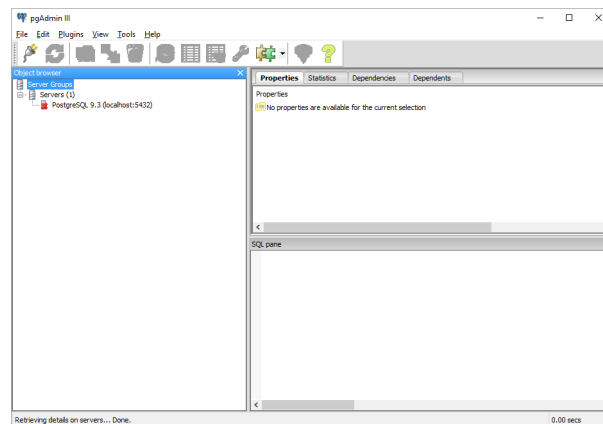 pgAdmin III
File Edit Plugins View Tools Help
Object browser
Server Groups
Servers (1)
PostgreSQL 9.3 (localhost:5432)
Properties Statistics Dependencies Dependents
Properties
No properties are available for the current selection
SQL pane
Retrieving details on servers... Done.
0.00 secs